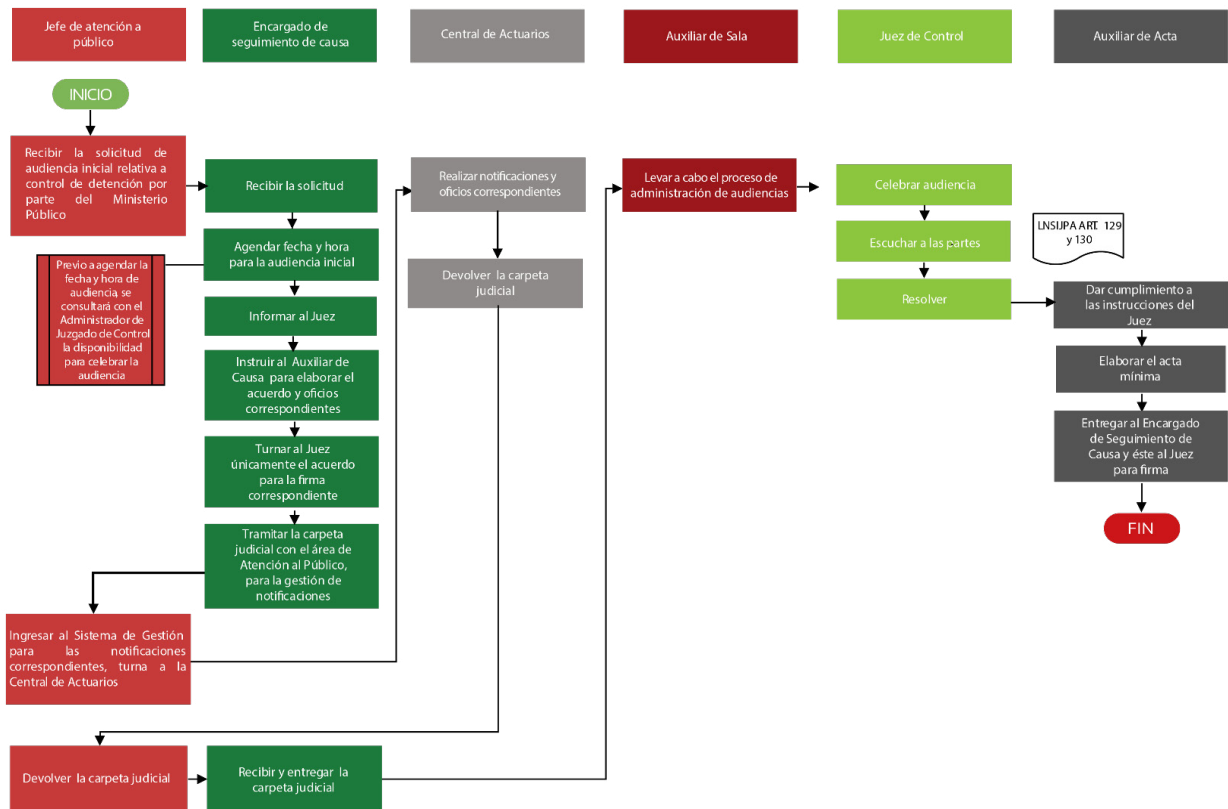 Jefe de atención a
público
Encargado de
seguimiento de causa
Central de Actuarios
Auxiliar de Sala
Juez de Control
Auxiliar de Acta
INICIO
Recibir la solicitud de
audiencia inicial relativa a
control de detención por
parte del Ministerio
Público
Recibir la solicitud
Agendar fecha y hora
para la audiencia inicial
Previo a agendar la
fecha y hora de
audiencia, se
consultará con el
Administrador de
Juzgado de Control
la disponibilidad
para celebrar la
audiencia
Informar al Juez
Instruir al Auxiliar de
Causa para elaborar el
acuerdo y oficios
correspondientes
Turnar al Juez
únicamente el acuerdo
para la firma
correspondiente
Tramitar la carpeta
judicial con el área de
Atención al Público,
para la gestión de
notificaciones
Ingresar al Sistema de Gestión
para las notificaciones
correspondientes, turna a la
Central de Actuarios
Realizar notificaciones y
oficios correspondientes
Devolver la carpeta
judicial
Devolver la carpeta judicial
Recibir y entregar la
carpeta judicial
Levar a cabo el proceso de
administración de audiencias
Celebrar audiencia
Escuchar a las partes
Resolver
LNSIJPA ART. 129
y 130
Dar cumplimiento a
las instrucciones del
Juez
Elaborar el acta
mínima
Entregar al Encargado
de Seguimiento de
Causa y éste al Juez
para firma
FIN